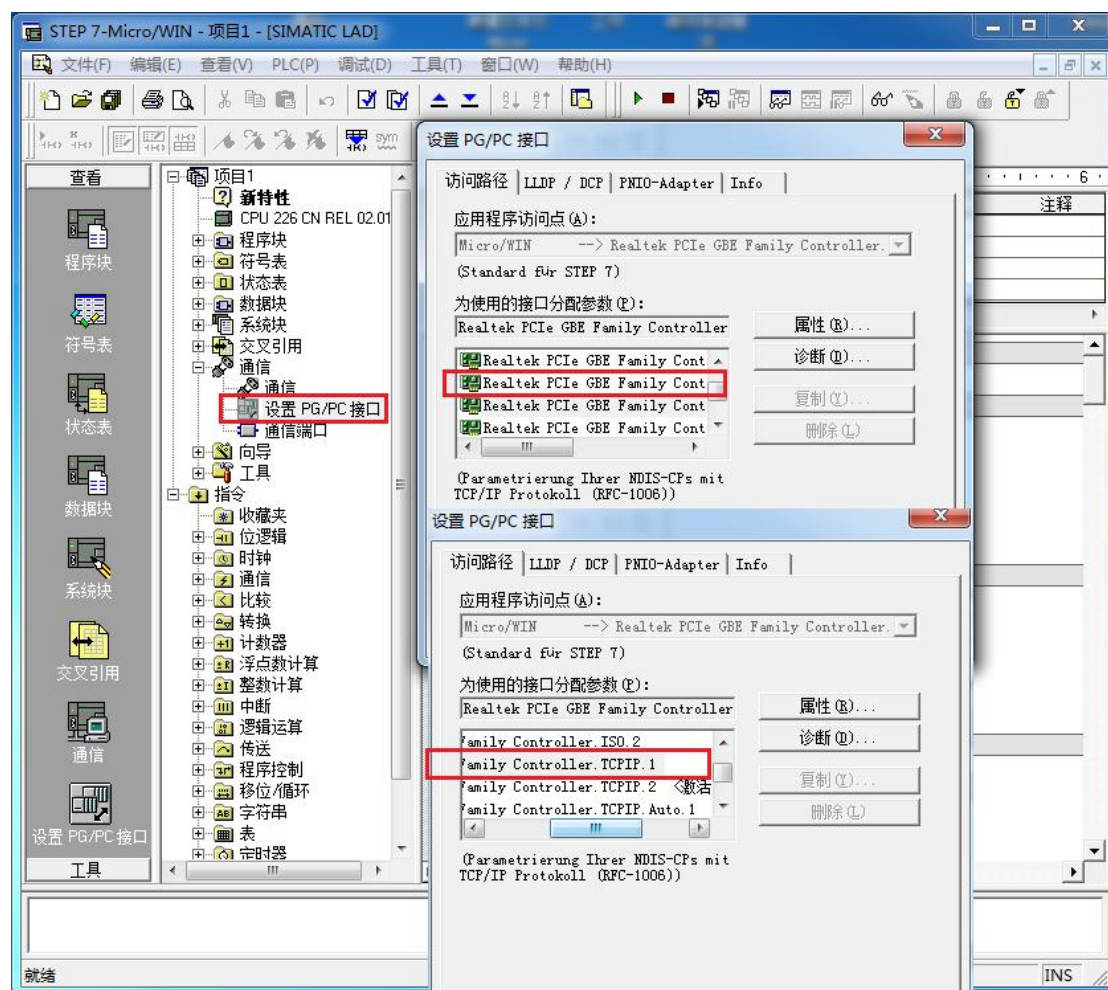 STEP 7-Micro/WIN - 项目1 - [SIMATIC LAD]
文件(F) 编辑(E) 查看(V) PLC(P) 调试(D) 工具(T) 窗口(W) 帮助(H)
查看
程序块
符号表
状态表
数据块
系统块
交叉引用
通信
设置 PG/PC 接口
工具
项目1
新特性
CPU 226 CN REL 02.01
程序块
符号表
状态表
数据块
系统块
交叉引用
通信
通信
设置 PG/PC 接口
通信端口
向导
工具
指令
收藏夹
位逻辑
时钟
通信
比较
转换
计数器
浮点数计算
整数计算
中断
逻辑运算
传送
程序控制
移位/循环
字符串
表
定时器
sym
6
注释
设置 PG/PC 接口
访问路径 LLDP / DCP PNIO-Adapter Info
应用程序访问点(A):
Micro/WIN --> Realtek PCIe GBE Family Controller.
(Standard für STEP 7)
为使用的接口分配参数(P):
Realtek PCIe GBE Family Controller
属性(R)...
Realtek PCIe GBE Family Cont
诊断(D)...
Realtek PCIe GBE Family Cont
复制(Y)...
Realtek PCIe GBE Family Cont
Realtek PCIe GBE Family Cont
删除(L)
(Parametrierung Ihrer NDIS-CPs mit
TCP/IP Protokoll (RFC-1006))
设置 PG/PC 接口
访问路径 LLDP / DCP PNIO-Adapter Info
应用程序访问点(A):
Micro/WIN --> Realtek PCIe GBE Family Controller.
(Standard für STEP 7)
为使用的接口分配参数(P):
Realtek PCIe GBE Family Controller
属性(R)...
Family Controller.ISO.2
诊断(D)...
Family Controller.TCPIP.1
Family Controller.TCPIP.2 <激活
复制(Y)...
Family Controller.TCPIP.Auto.1
删除(L)
(Parametrierung Ihrer NDIS-CPs mit
TCP/IP Protokoll (RFC-1006))
就绪
INS